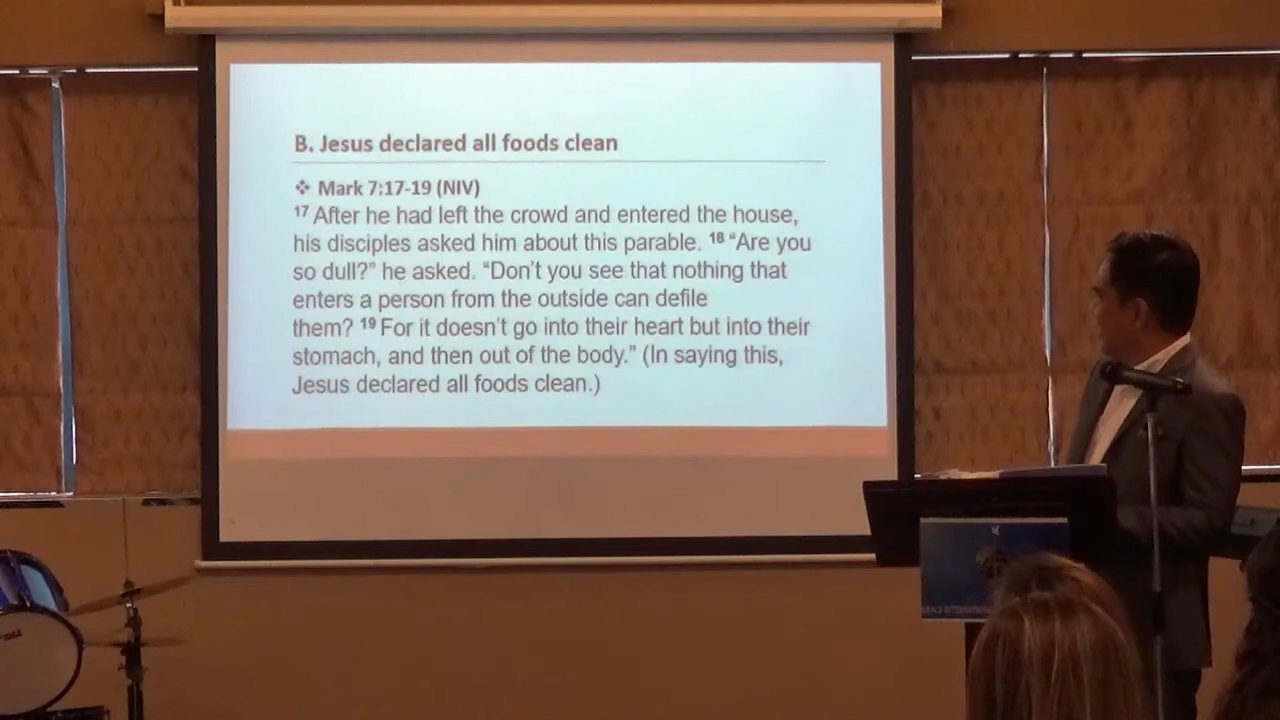 B. Jesus declared all foods clean
❖ Mark 7:17-19 (NIV)
17 After he had left the crowd and entered the house,
his disciples asked him about this parable. 18 “Are you
so dull?” he asked. “Don’t you see that nothing that
enters a person from the outside can defile
them? 19 For it doesn’t go into their heart but into their
stomach, and then out of the body.” (In saying this,
Jesus declared all foods clean.)